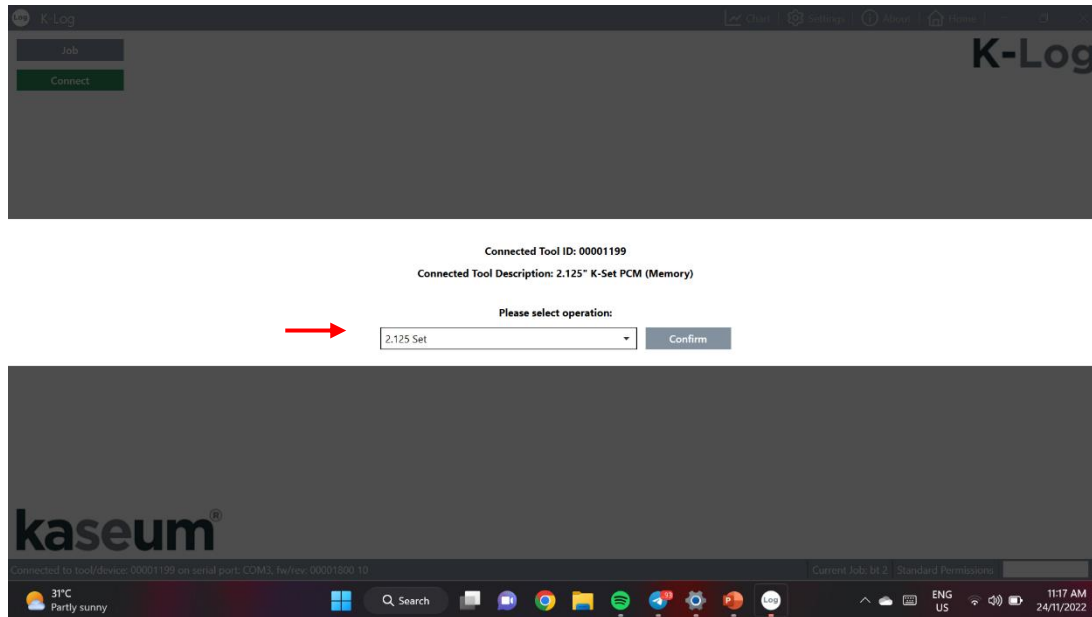 Log K-Log Chart Settings About Home
Job
K-Log
Connect
Connected Tool ID: 00001199
Connected Tool Description: 2.125" K-Set PCM (Memory)
Please select operation:
2.125 Set Confirm
kaseum®
Connected to tool/device: 00001199 on serial port: COM3, fw/rev: 00001800 10 Current Job: bt 2 Standard Permissions
31°C
Partly sunny
Search
93
Log
ENG
US
11:17 AM
24/11/2022